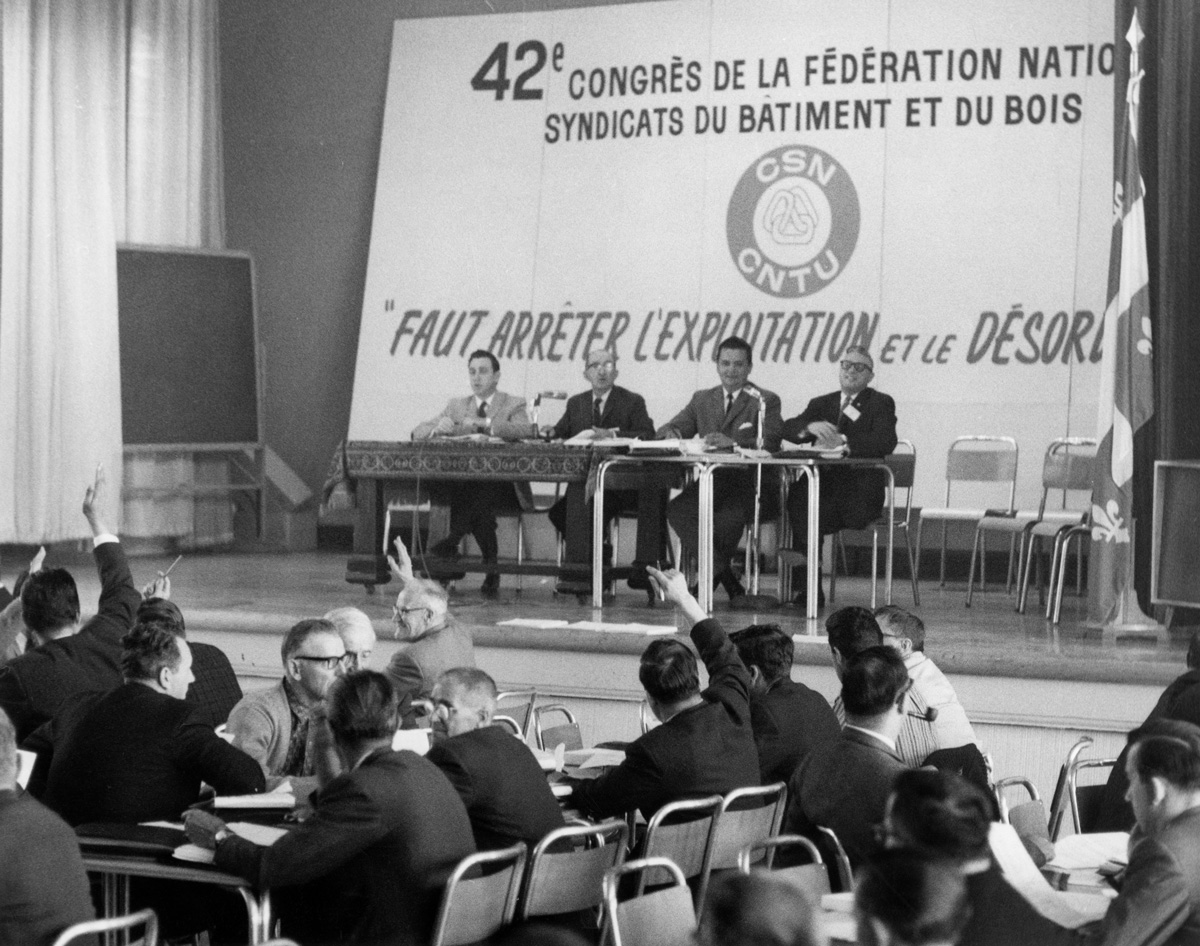 42e CONGRÈS DE LA FÉDÉRATION NATIO
SYNDICATS DU BÂTIMENT ET DU BOIS
CSN
CNTU
"FAUT ARRÊTER L'EXPLOITATION ET LE DÉSOR